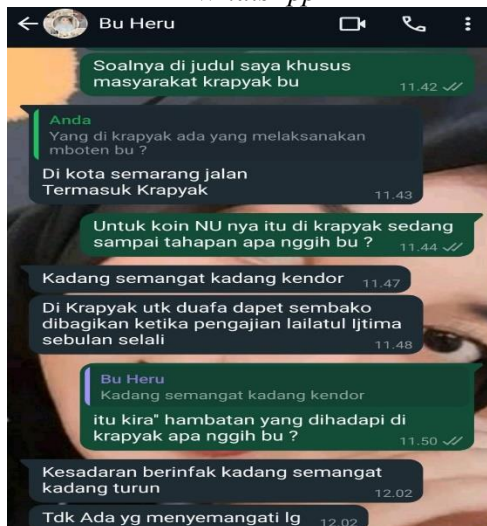 Bu Heru
Soalnya di judul saya khusus
masyarakat krapyak bu
11.42
Anda
Yang di krapyak ada yang melaksanakan
mboten bu ?
Di kota semarang jalan
Termasuk Krapyak
11.43
Untuk koin NU nya itu di krapyak sedang
sampai tahapan apa nggih bu ?
11.44
Kadang semangat kadang kendor 11.47
Di Krapyak utk duafa dapet sembako
dibagikan ketika pengajian lailatul Ijtima
sebulan selali
11.48
Bu Heru
Kadang semangat kadang kendor
itu kira" hambatan yang dihadapi di
krapyak apa nggih bu ?
11.50
Kesadaran berinfak kadang semangat
kadang turun
12.02
Tdk Ada yg menyemangati lg 12.02